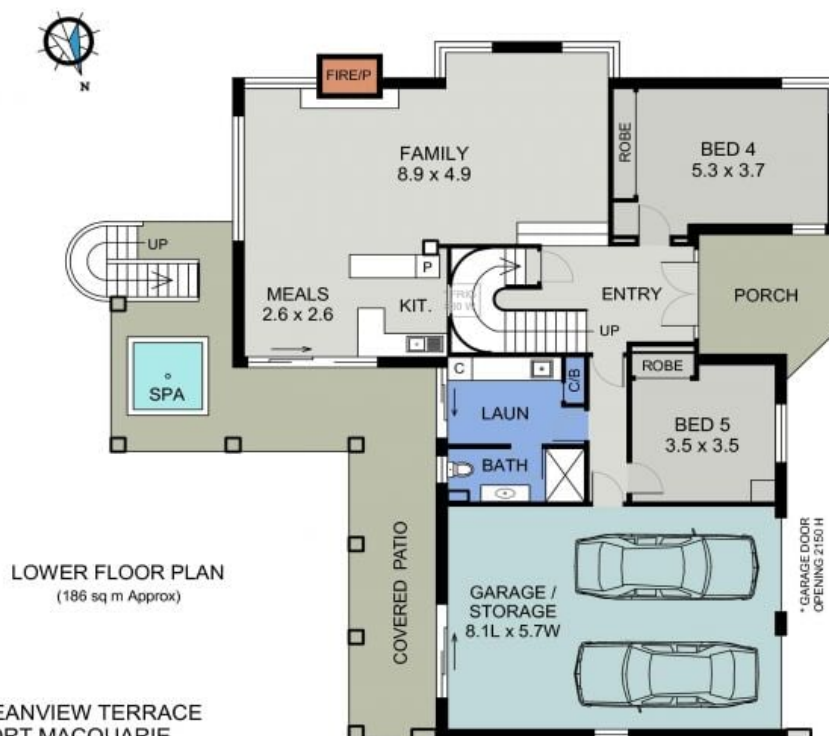 N
FIRE/P
FAMILY
8.9 x 4.9
ROBE
BED 4
5.3 x 3.7
UP
MEALS
2.6 x 2.6
P
KIT.
ENTRY
UP
PORCH
SPA
C
C/B
LAUN
BATH
ROBE
BED 5
3.5 x 3.5
LOWER FLOOR PLAN
(186 sq m Approx)
COVERED PATIO
GARAGE /
STORAGE
8.1L x 5.7W
* GARAGE DOOR
OPENING 2150 H
EANVIEW TERRACE
ORT MACQUARIE